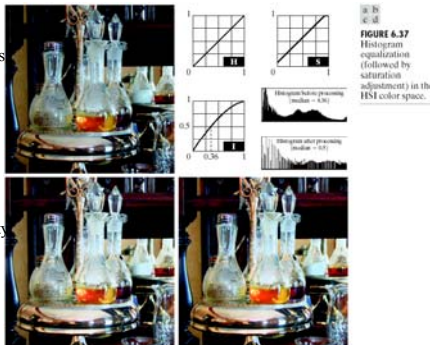 s
y
1
0
H
1
1
0
S
1
1
0.5
0
0.36
I
1
Histogram before processing
(median = 0.36)
Histogram after processing
(median = 0.5)
a b
c d
FIGURE 6.37
Histogram
equalization
(followed by
saturation
adjustment) in the
HSI color space.